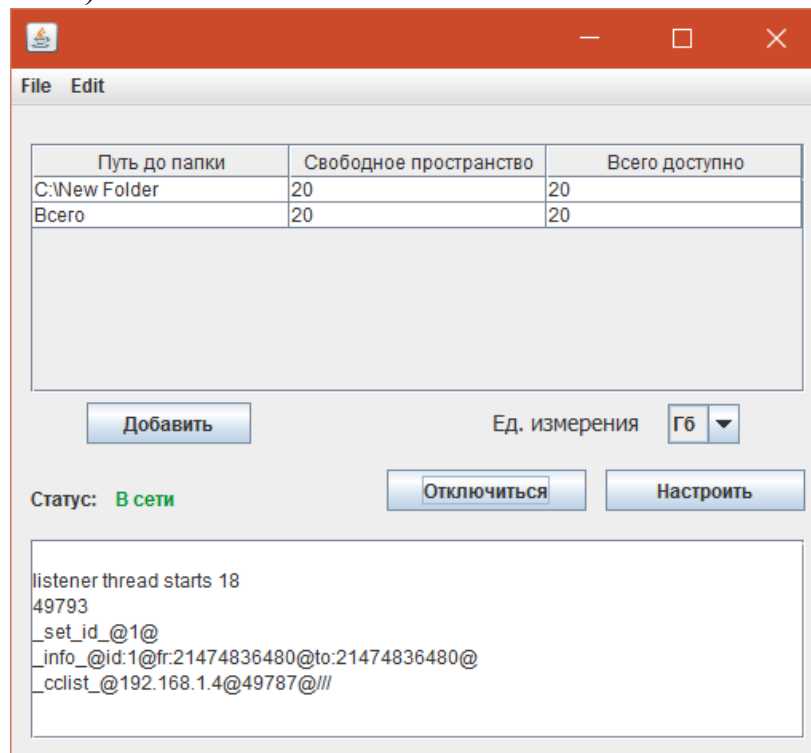 )
File Edit
Путь до папки Свободное пространство Всего доступно
C:\New Folder 20 20
Всего 20 20
Добавить Ед. измерения Гб
Статус: В сети Отключиться Настроить
listener thread starts 18
49793
_set_id_@1@
_info_@id:1@fr:21474836480@to:21474836480@
_cclist_@192.168.1.4@49787@///